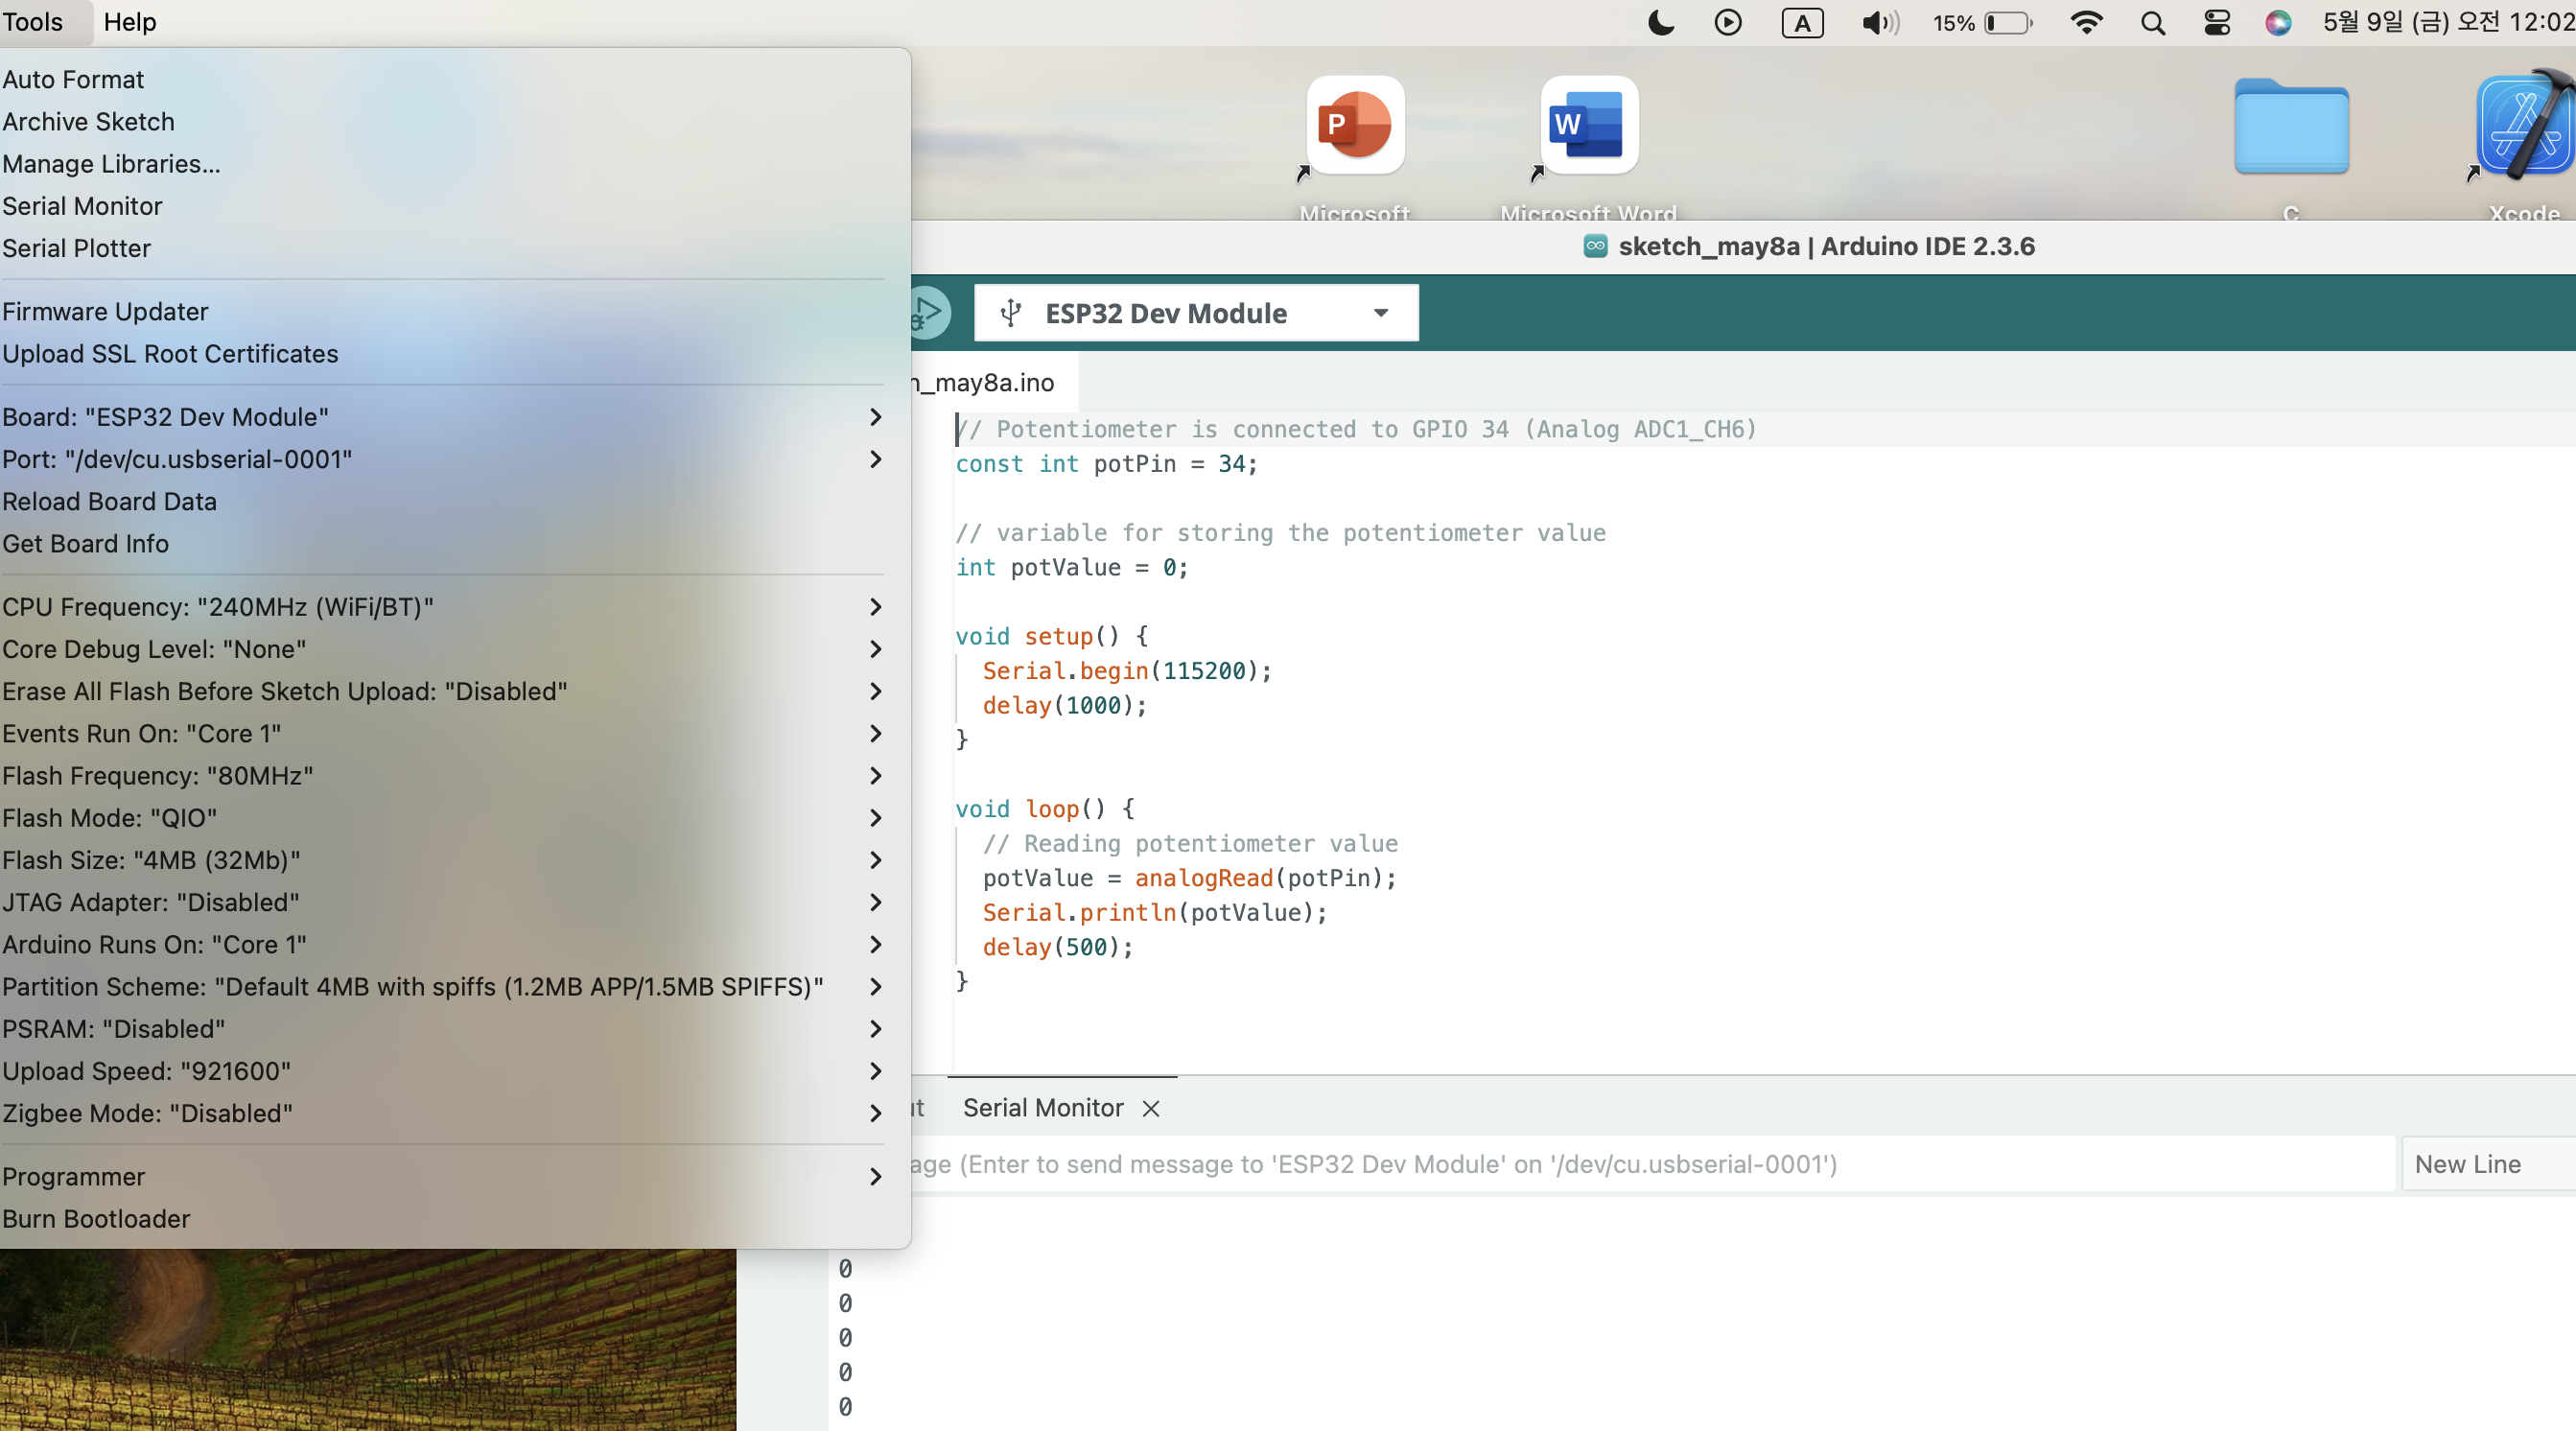 Tools Help 15% 5월 9일 (금) 오전 12:02
Auto Format
Archive Sketch
Manage Libraries...
Serial Monitor
Serial Plotter
Firmware Updater
Upload SSL Root Certificates
Board: "ESP32 Dev Module"
Port: "/dev/cu.usbserial-0001"
Reload Board Data
Get Board Info
CPU Frequency: "240MHz (WiFi/BT)"
Core Debug Level: "None"
Erase All Flash Before Sketch Upload: "Disabled"
Events Run On: "Core 1"
Flash Frequency: "80MHz"
Flash Mode: "QIO"
Flash Size: "4MB (32Mb)"
JTAG Adapter: "Disabled"
Arduino Runs On: "Core 1"
Partition Scheme: "Default 4MB with spiffs (1.2MB APP/1.5MB SPIFFS)"
PSRAM: "Disabled"
Upload Speed: "921600"
Zigbee Mode: "Disabled"
Programmer
Burn Bootloader
Microsoft
Microsoft Word
C
Xcode
sketch_may8a | Arduino IDE 2.3.6
ESP32 Dev Module
h_may8a.ino
// Potentiometer is connected to GPIO 34 (Analog ADC1_CH6)
const int potPin = 34;
// variable for storing the potentiometer value
int potValue = 0;
void setup() {
Serial.begin(115200);
delay(1000);
}
void loop() {
// Reading potentiometer value
potValue = analogRead(potPin);
Serial.println(potValue);
delay(500);
}
ut Serial Monitor
age (Enter to send message to 'ESP32 Dev Module' on '/dev/cu.usbserial-0001') New Line
0
0
0
0
0